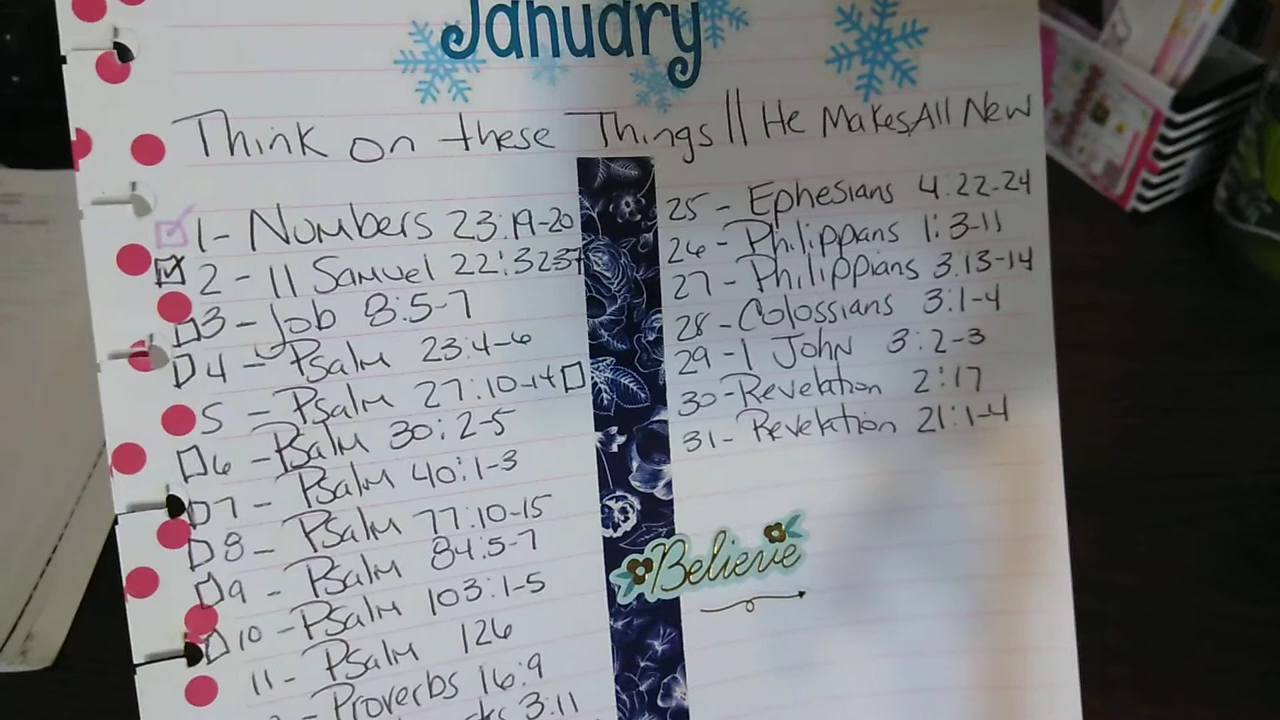 January
Think on these Things || He Makes All New
1- Numbers 23:19-20
2 - 11 Samuel 22:3237
3 - Job 8:5-7
4 - Psalm 23:4-6
5 - Psalm 27:10-14
6 - Psalm 30:2-5
7 - Psalm 40:1-3
8 - Psalm 77:10-15
9 - Psalm 84:5-7
10 - Psalm 103:1-5
11 - Psalm 126
- Proverbs 16:9
3:11
25 - Ephesians 4:22-24
26 - Philippans 1:3-11
27 - Philippians 3.13-14
28 - Colossians 3:1-4
29 - 1 John 3:2-3
30 - Revelation 2:17
31 - Revelation 21:1-4
Believe